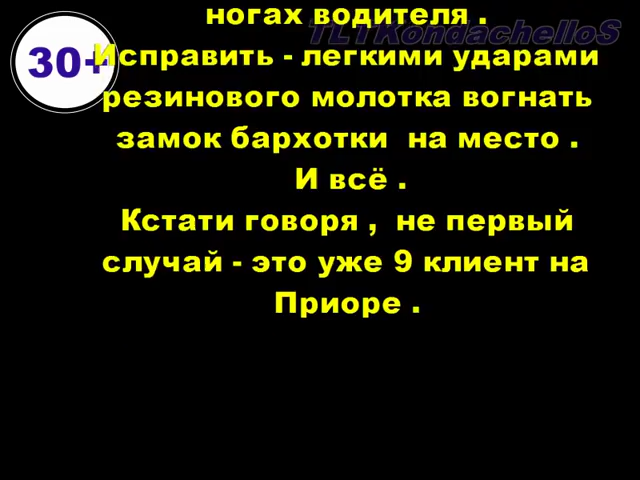 ногах водителя .
TLTKondachelloS
30+
Исправить - легкими ударами
резинового молотка вогнать
замок бархотки на место .
И всё .
Кстати говоря , не первый
случай - это уже 9 клиент на
Приоре .